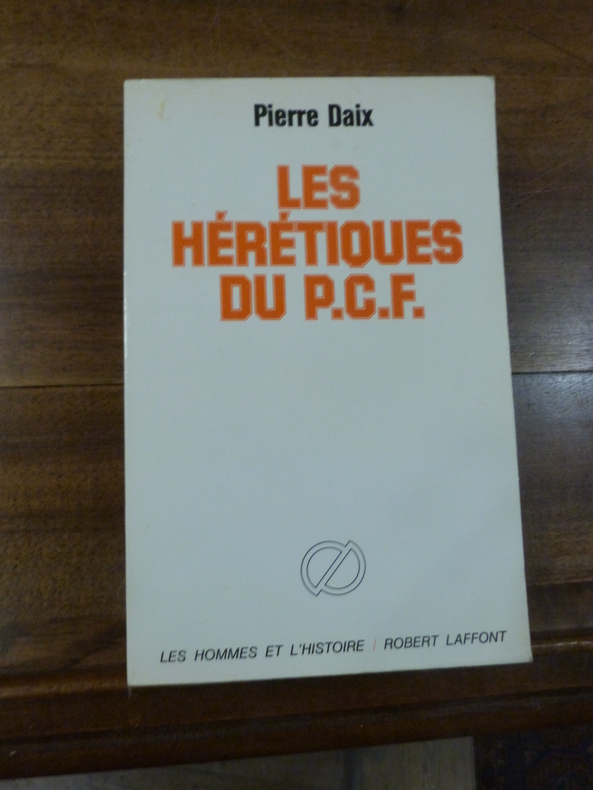 Pierre Daix
LES
HÉRÉTIQUES
DU P.C.F.
LES HOMMES ET L'HISTOIRE | ROBERT LAFFONT